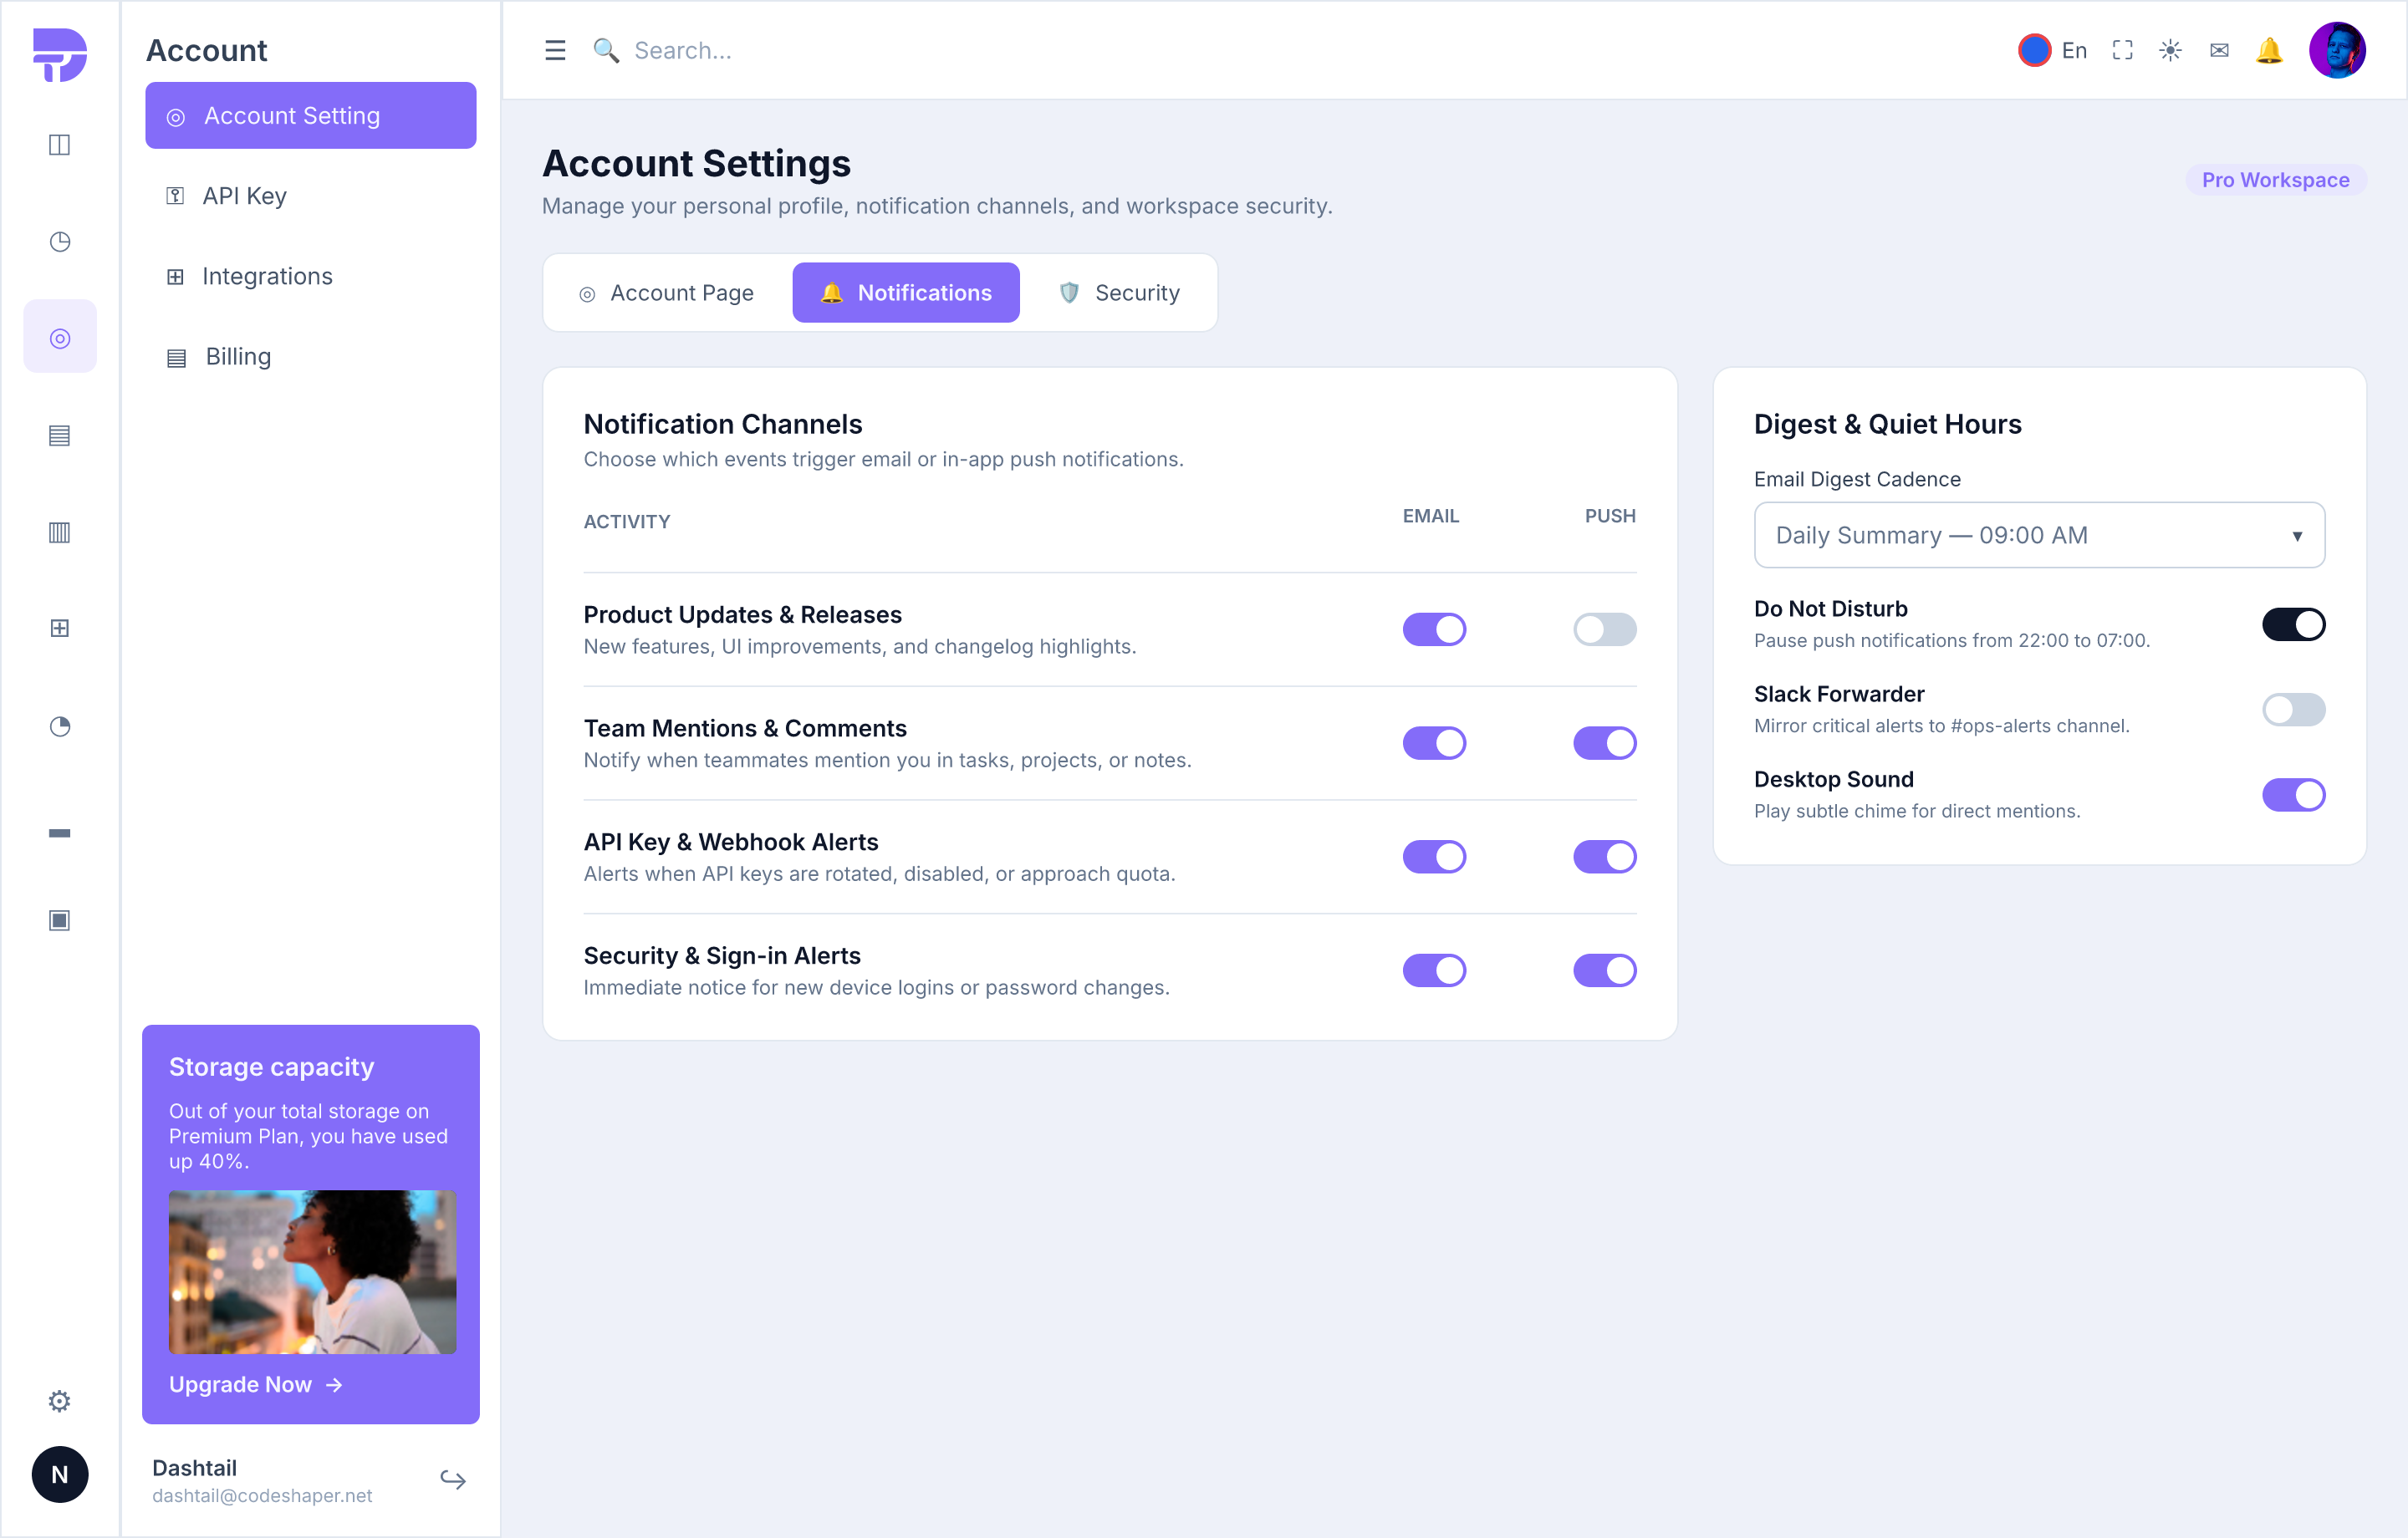 Account
Account Setting
API Key
Integrations
Billing
Storage capacity
Out of your total storage on
Premium Plan, you have used
up 40%.
Upgrade Now →
N
Dashtail
dashtail@codeshaper.net
Search...
En
Account Settings
Manage your personal profile, notification channels, and workspace security.
Pro Workspace
Account Page
Notifications
Security
Notification Channels
Choose which events trigger email or in-app push notifications.
ACTIVITY EMAIL PUSH
Product Updates & Releases
New features, UI improvements, and changelog highlights.
Team Mentions & Comments
Notify when teammates mention you in tasks, projects, or notes.
API Key & Webhook Alerts
Alerts when API keys are rotated, disabled, or approach quota.
Security & Sign-in Alerts
Immediate notice for new device logins or password changes.
Digest & Quiet Hours
Email Digest Cadence
Daily Summary — 09:00 AM
Do Not Disturb
Pause push notifications from 22:00 to 07:00.
Slack Forwarder
Mirror critical alerts to #ops-alerts channel.
Desktop Sound
Play subtle chime for direct mentions.